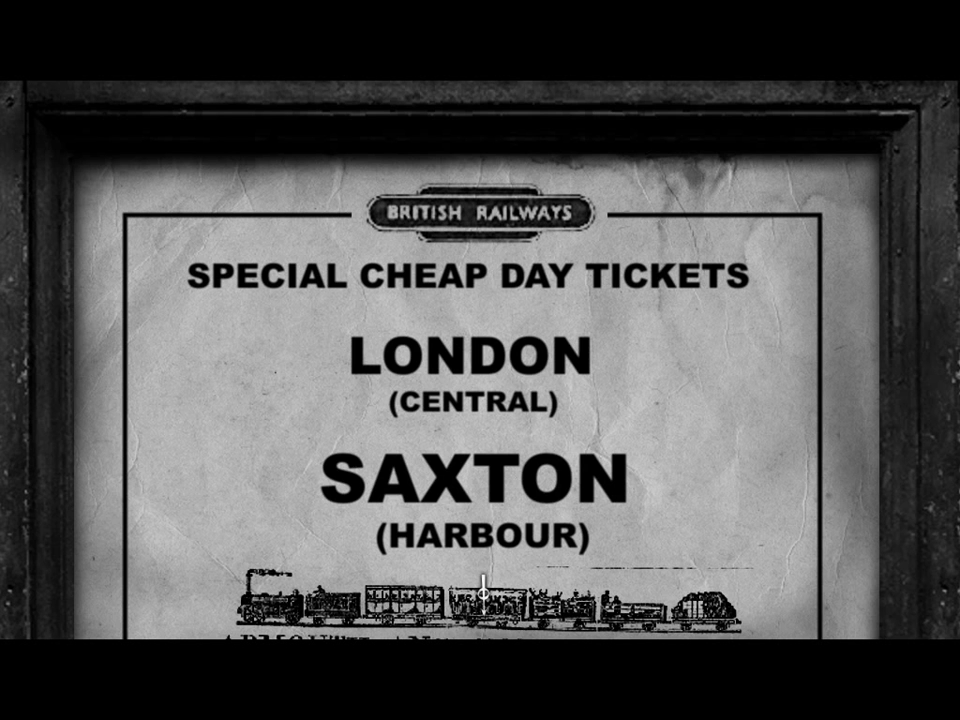 BRITISH RAILWAYS
SPECIAL CHEAP DAY TICKETS
LONDON
(CENTRAL)
SAXTON
(HARBOUR)